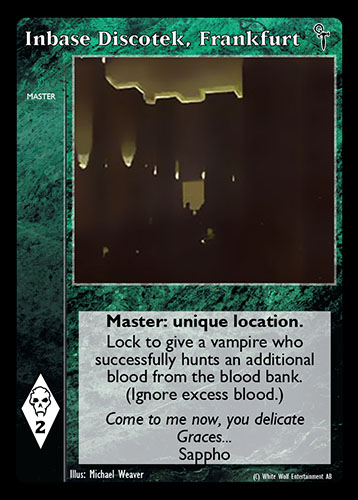 Inbase Discotek, Frankfurt
MASTER
Master: unique location.
Lock to give a vampire who
successfully hunts an additional
blood from the blood bank.
(Ignore excess blood.)
Come to me now, you delicate
Graces...
Sappho
2
Illus: Michael Weaver
(C) White Wolf Entertainment AB